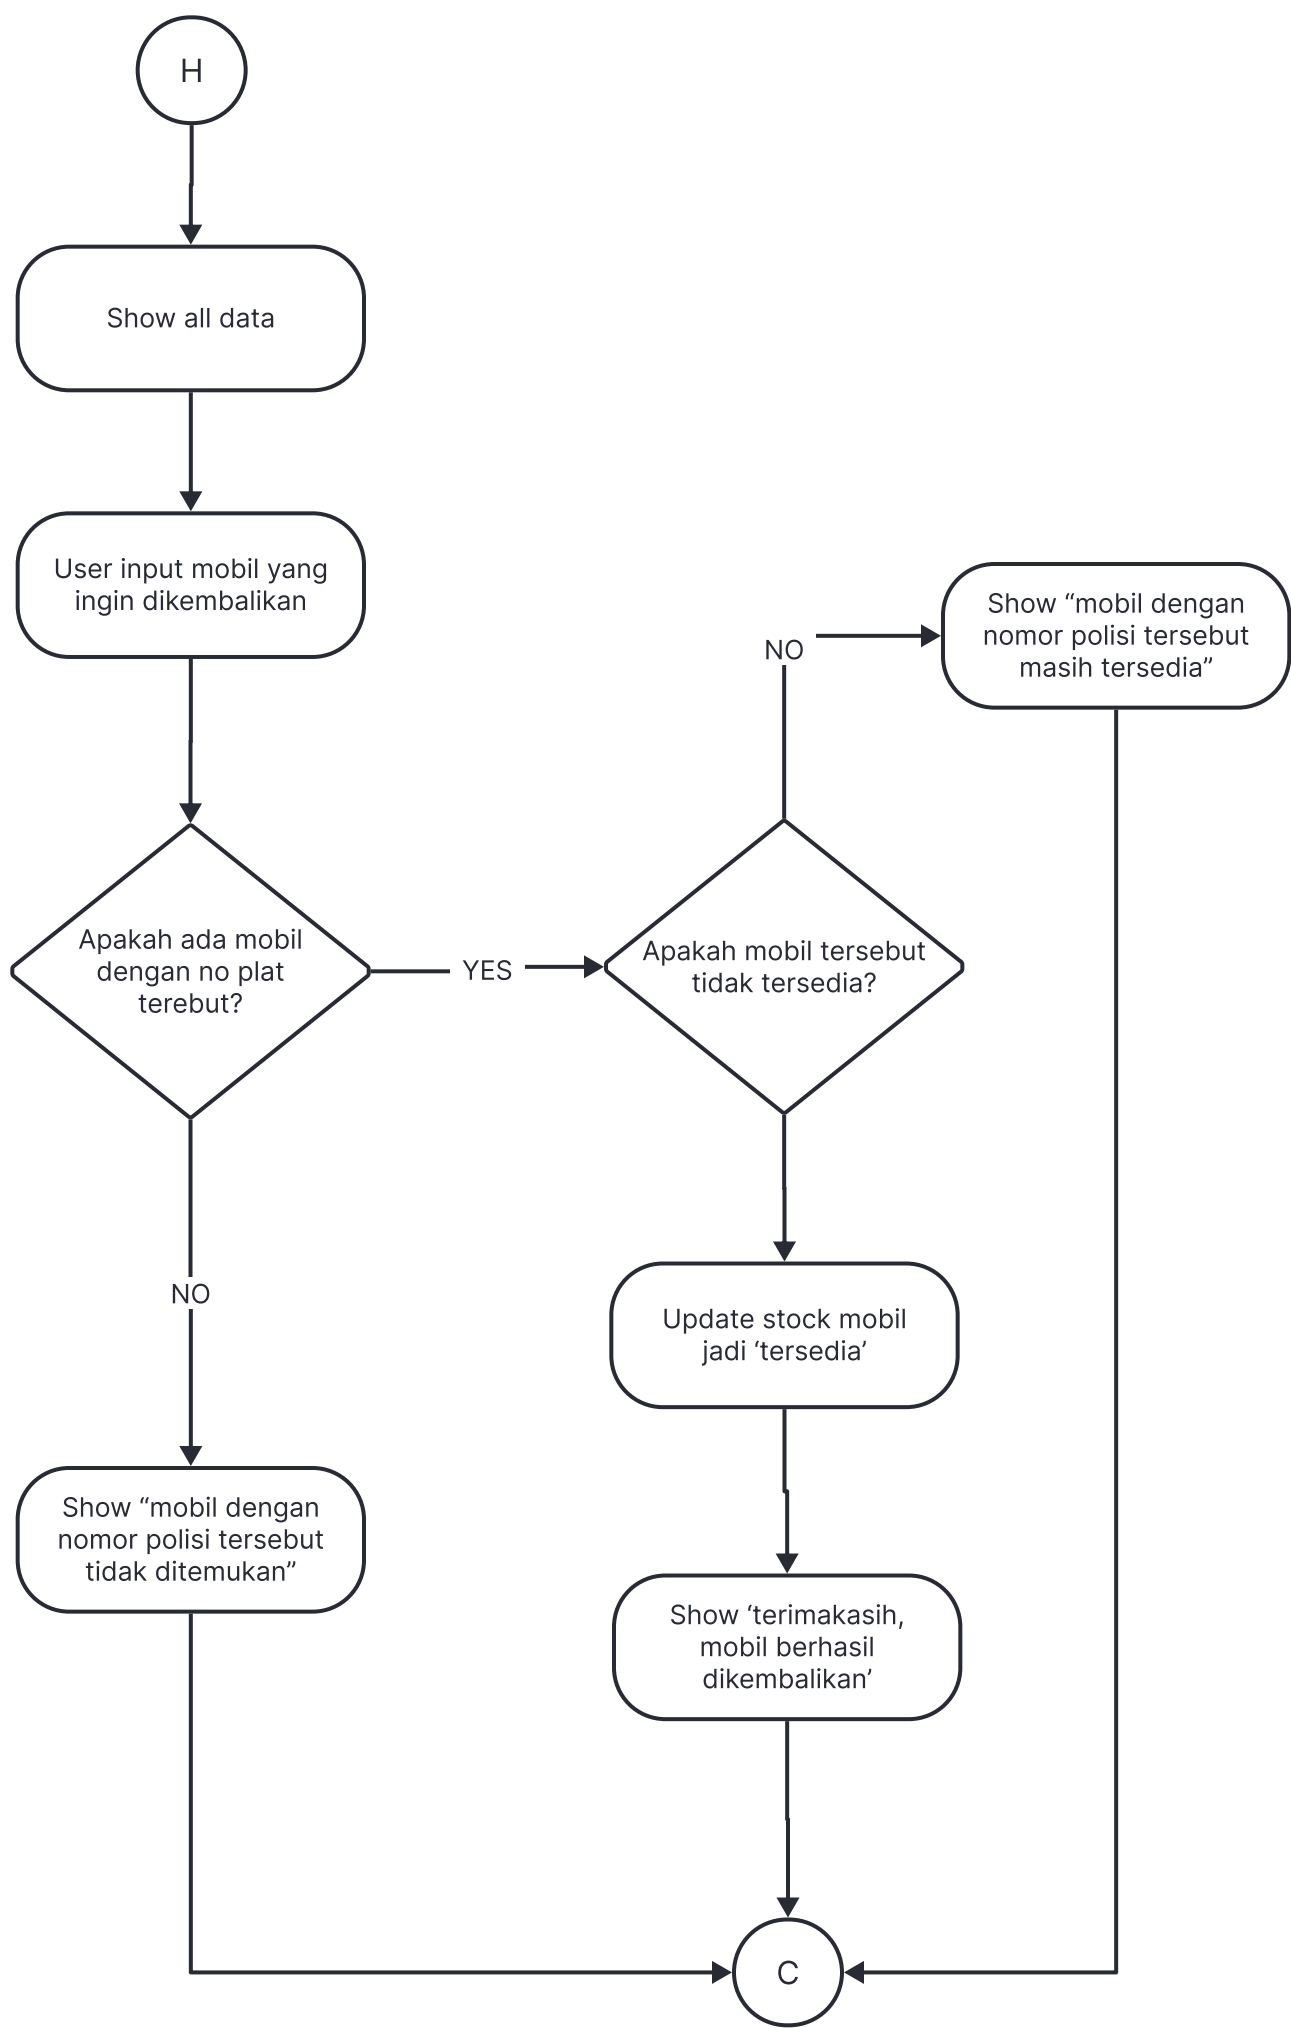 H
Show all data
User input mobil yang
ingin dikembalikan
Apakah ada mobil
dengan no plat
terebut?
YES
Apakah mobil tersebut
tidak tersedia?
NO
Show “mobil dengan
nomor polisi tersebut
masih tersedia”
Update stock mobil
jadi ‘tersedia’
Show ‘terimakasih,
mobil berhasil
dikembalikan’
NO
Show “mobil dengan
nomor polisi tersebut
tidak ditemukan”
C